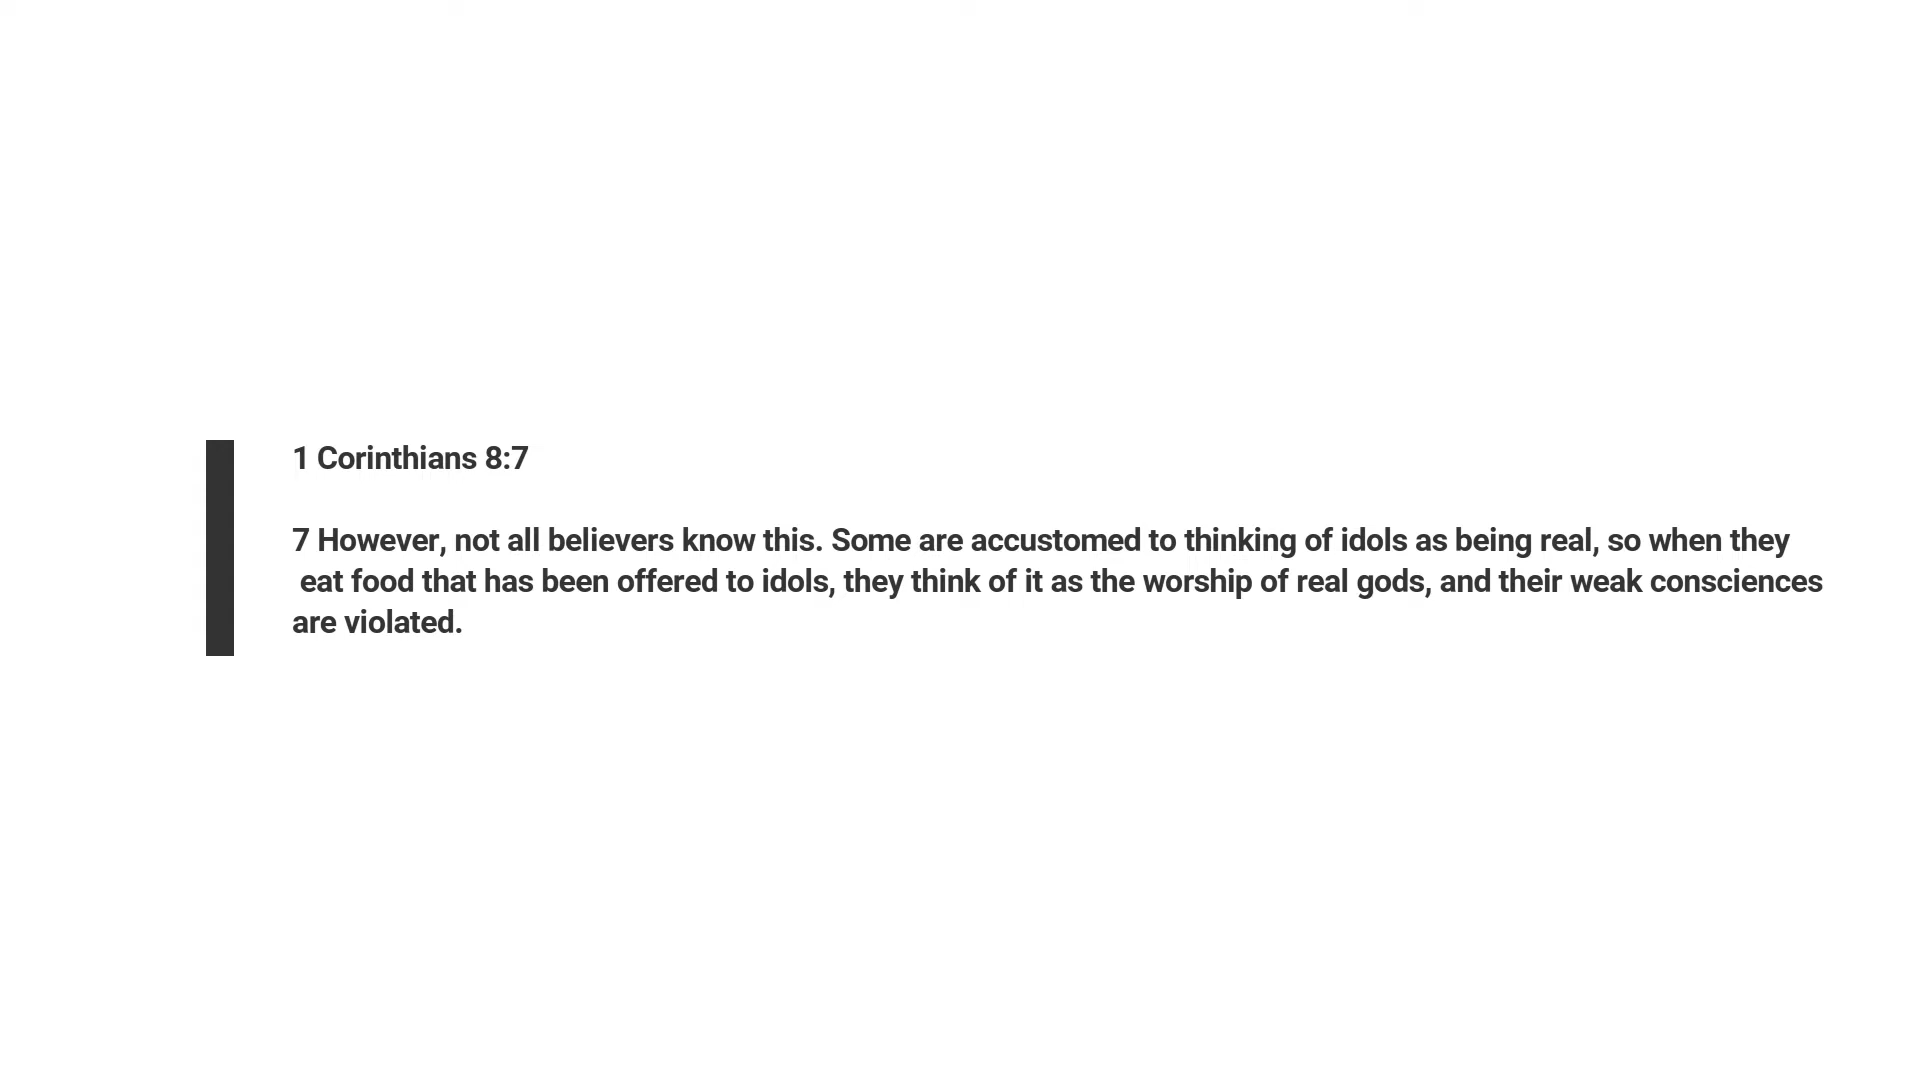 1 Corinthians 8:7
7 However, not all believers know this. Some are accustomed to thinking of idols as being real, so when they
eat food that has been offered to idols, they think of it as the worship of real gods, and their weak consciences
are violated.